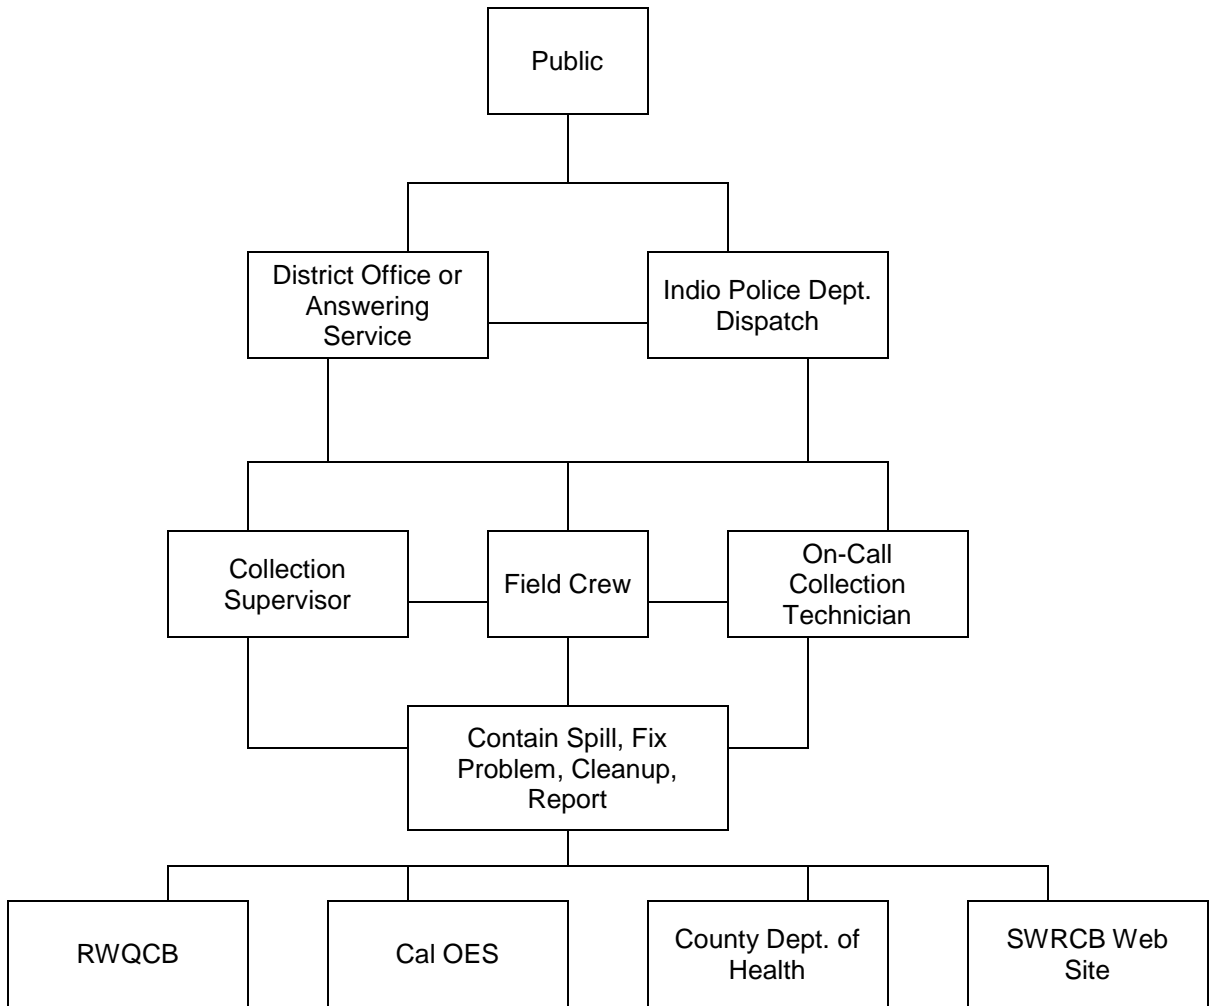 Public
District Office or
Answering
Service
Indio Police Dept.
Dispatch
Collection
Supervisor
Field Crew
On-Call
Collection
Technician
Contain Spill, Fix
Problem, Cleanup,
Report
RWQCB
Cal OES
County Dept. of
Health
SWRCB Web
Site